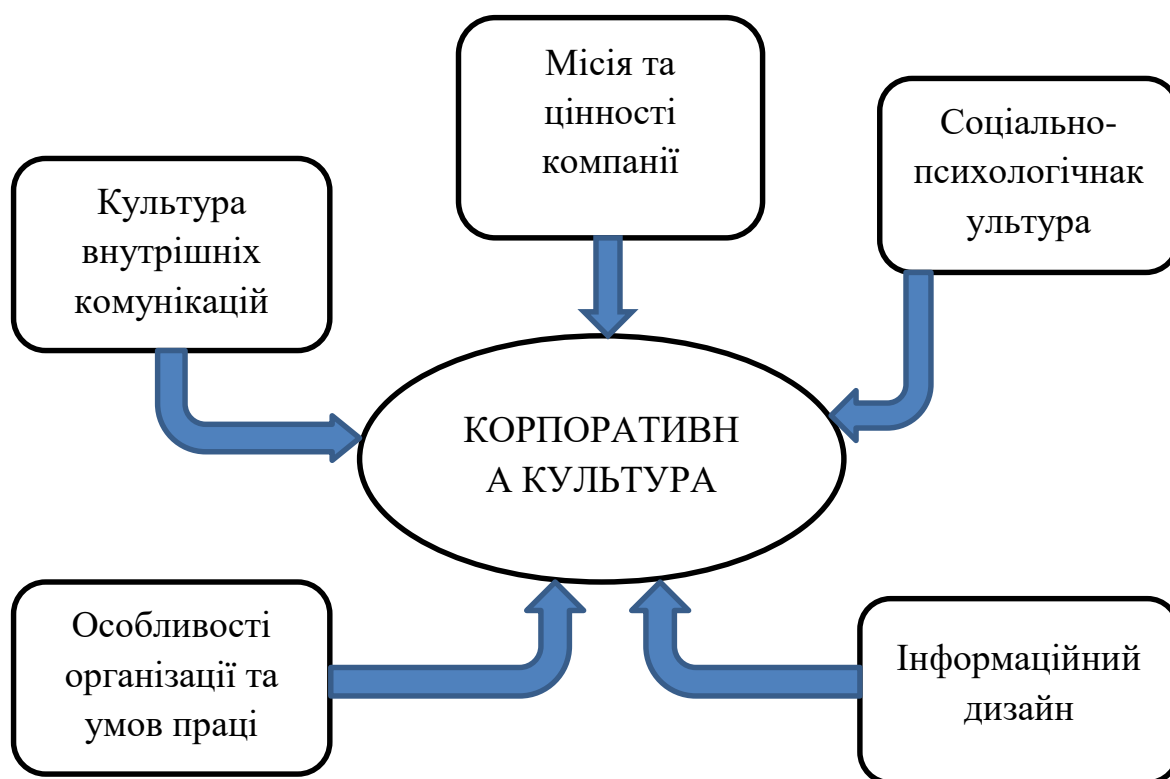 Місія та
цінності
компанії
Соціально-
психологічнак
ультура
Культура
внутрішніх
комунікацій
КОРПОРАТИВН
А КУЛЬТУРА
Особливості
організації та
умов праці
Інформаційний
дизайн